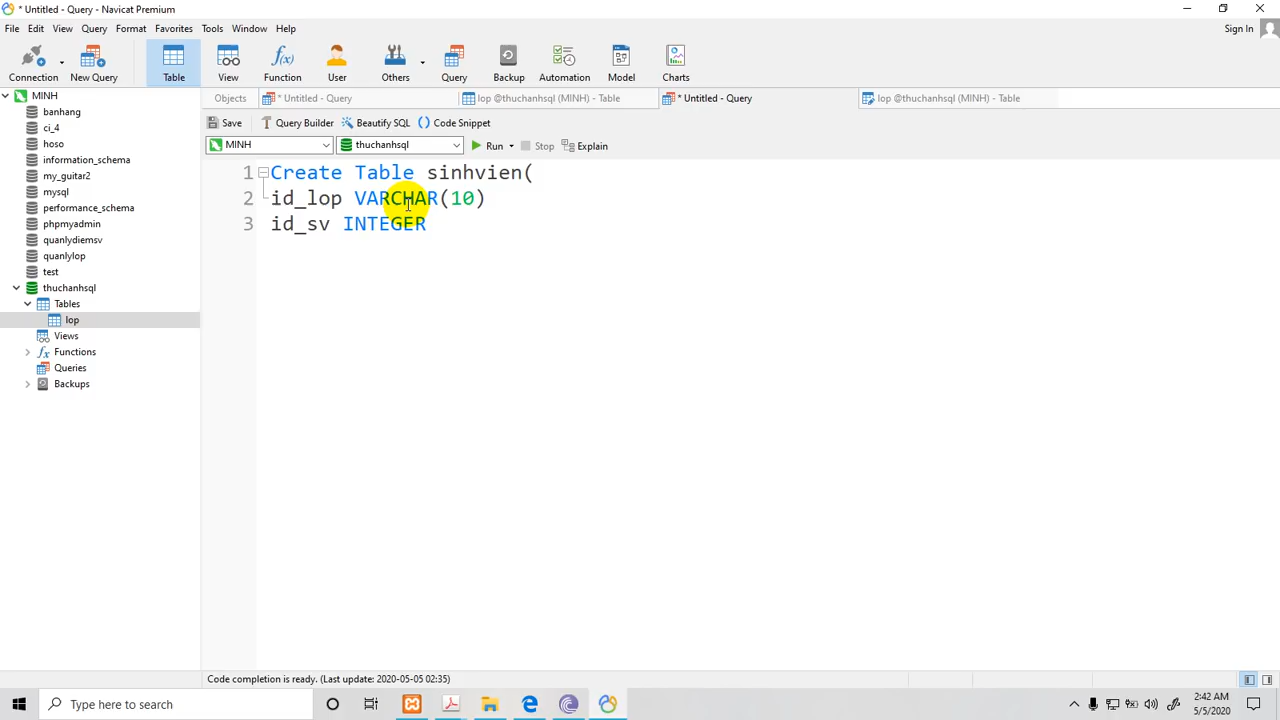 * Untitled - Query - Navicat Premium
File Edit View Query Format Favorites Tools Window Help
Sign In
Connection New Query Table View Function User Others Query Backup Automation Model Charts
MINH
banhang
ci_4
hoso
information_schema
my_guitar2
mysql
performance_schema
phpmyadmin
quanlydiemsv
quanlylop
test
thuchanhsql
Tables
lop
Views
Functions
Queries
Backups
Objects * Untitled - Query lop @thuchanhsql (MINH) - Table * Untitled - Query lop @thuchanhsql (MINH) - Table
Save Query Builder Beautify SQL Code Snippet
MINH thuchanhsql Run Stop Explain
1 Create Table sinhvien(
2 id_lop VARCHAR(10)
3 id_sv INTEGER
Code completion is ready. (Last update: 2020-05-05 02:35)
Type here to search
2:42 AM
5/5/2020